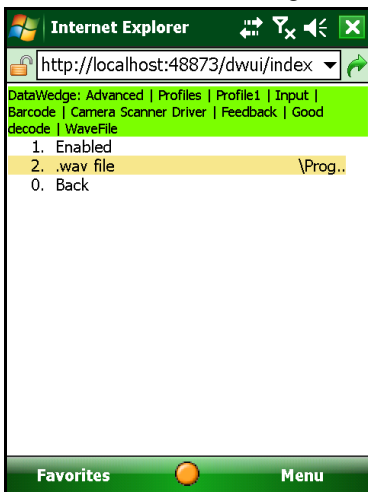 Internet Explorer
http://localhost:48873/dwui/index
DataWedge: Advanced | Profiles | Profile1 | Input |
Barcode | Camera Scanner Driver | Feedback | Good
decode | WaveFile
1. Enabled
2. .wav file \Prog..
0. Back
Favorites Menu